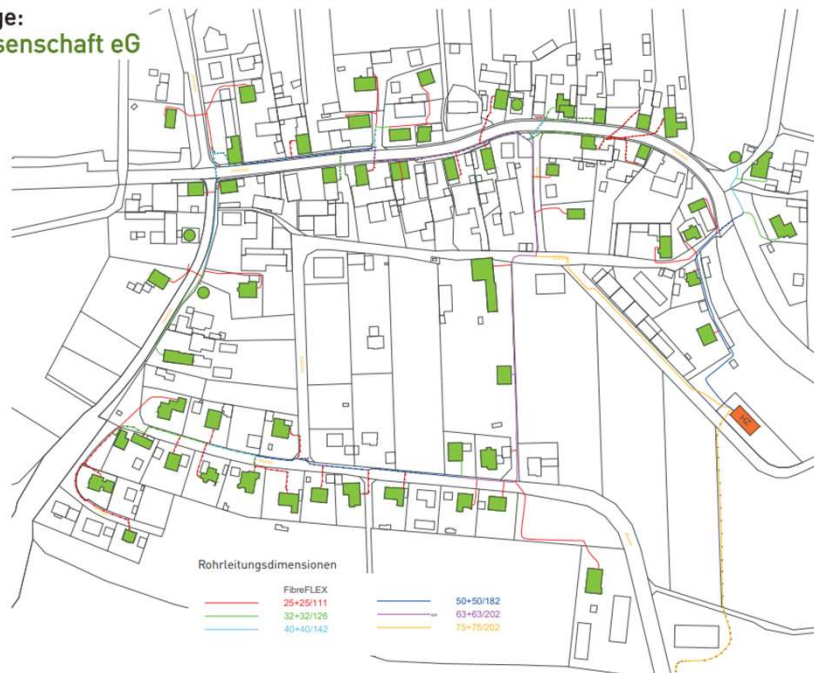 ge:
senschaft eG
ZH
Rohrleitungsdimensionen
FibreFLEX
25+25/111
32+32/126
40+40/142
50+50/182
63+63/202
75+75/202